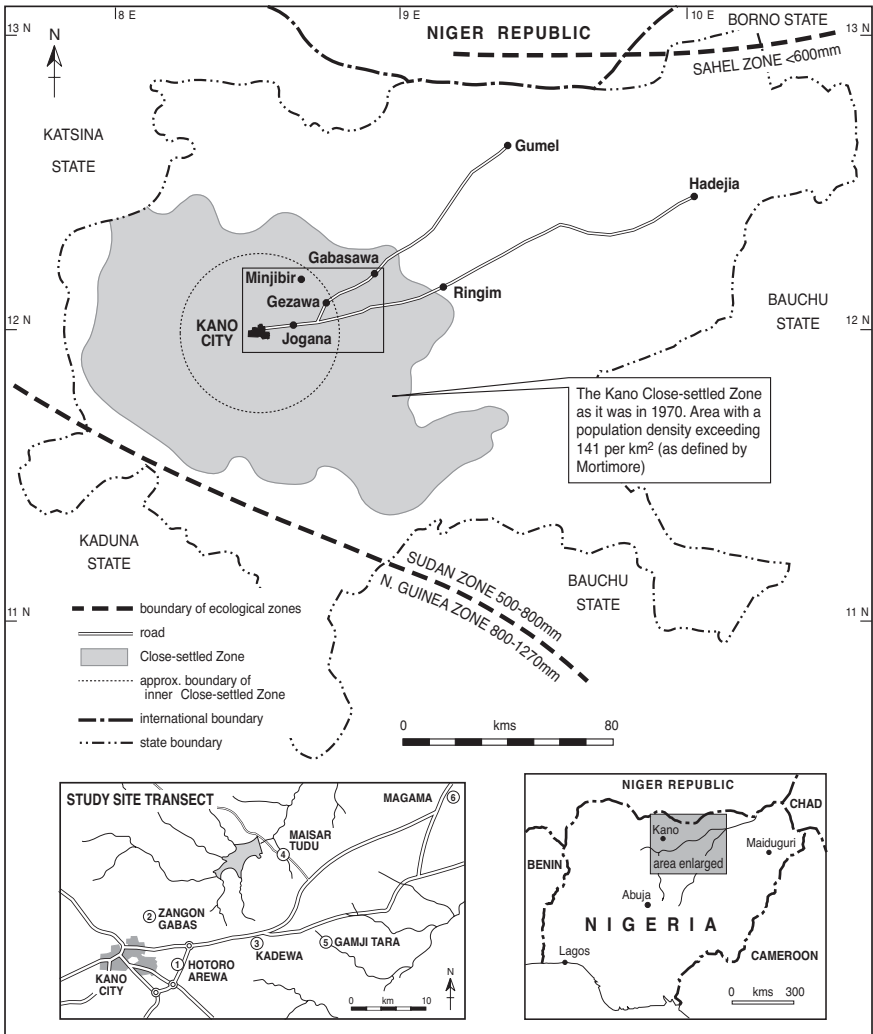 8 E
9 E
10 E
13 N
13 N
N
NIGER REPUBLIC
BORNO STATE
SAHEL ZONE <600mm
KATSINA
STATE
Gumel
Hadejia
Gabasawa
Minjibir
Gezawa
Ringim
KANO
CITY
Jogana
12 N
12 N
BAUCHU
STATE
The Kano Close-settled Zone
as it was in 1970. Area with a
population density exceeding
141 per km² (as defined by
Mortimore)
KADUNA
STATE
SUDAN ZONE 500-800mm
N. GUINEA ZONE 800-1270mm
BAUCHU
STATE
11 N
11 N
boundary of ecological zones
road
Close-settled Zone
approx. boundary of
inner Close-settled Zone
international boundary
state boundary
0 kms 80
STUDY SITE TRANSECT
MAGAMA 6
MAISAR
TUDU
4
2 ZANGON
GABAS
3
KADEWA
5 GAMJI TARA
1 HOTORO
AREWA
KANO
CITY
N
0 km 10
NIGER REPUBLIC
CHAD
Kano
Maiduguri
area enlarged
BENIN
Abuja
NIGERIA
CAMEROON
Lagos
0 kms 300